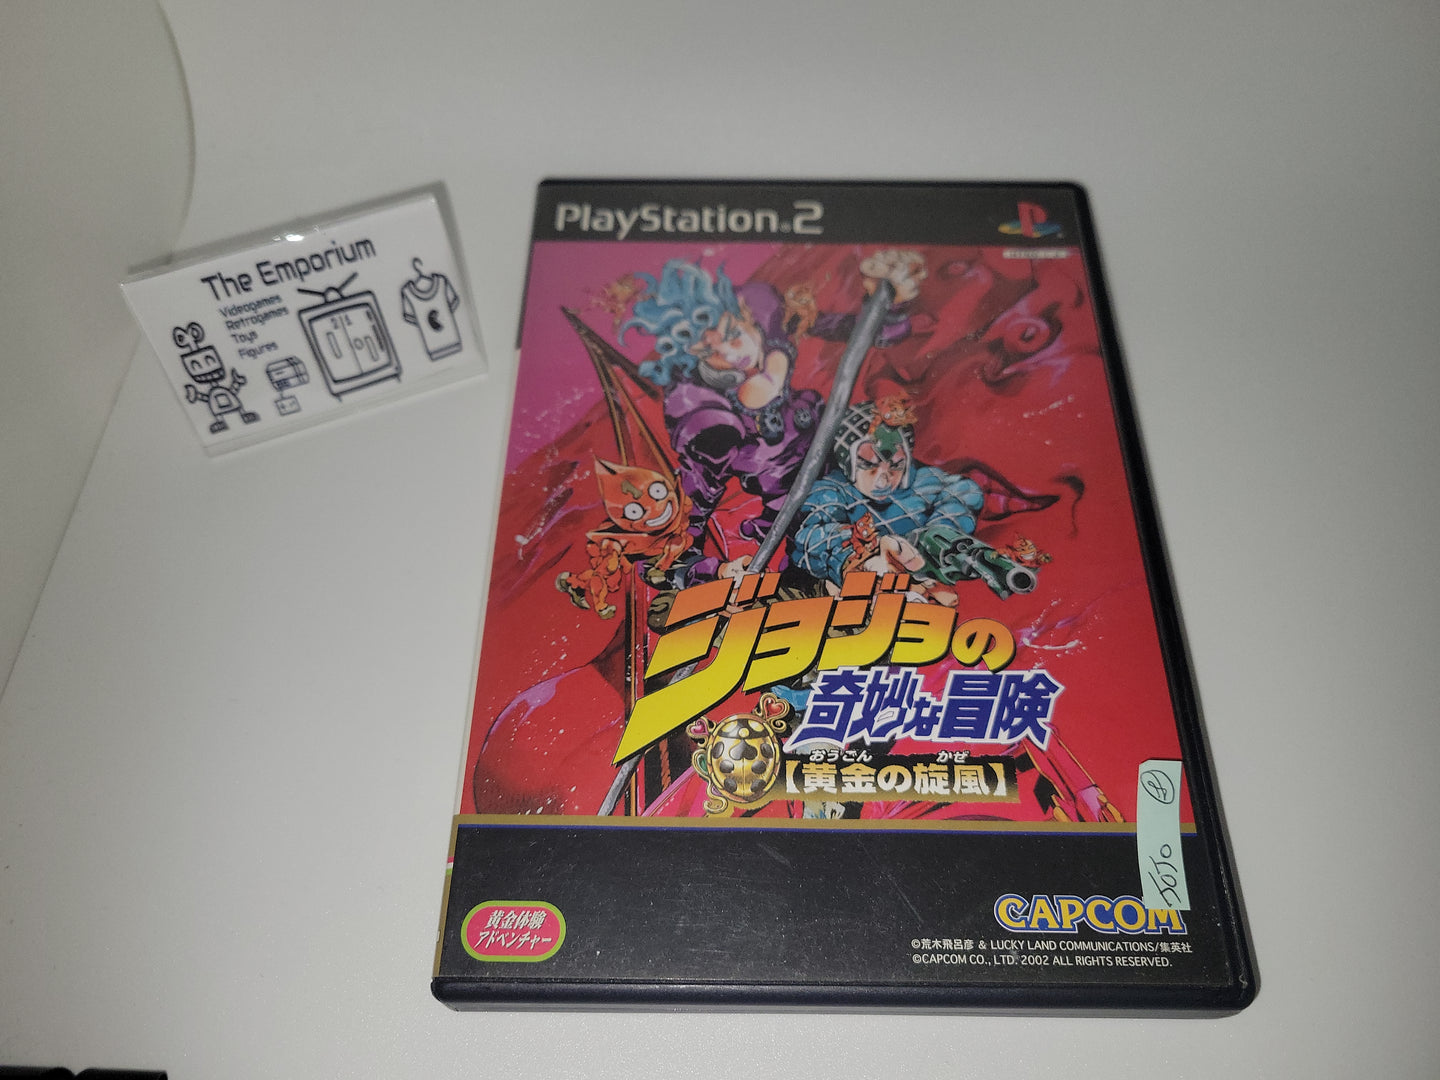 The Emporium
Videogames
Retrogames
Toys
Figures
PlayStation®2
ジョジョの
奇妙な冒険
おうごん かぜ
【黄金の旋風】
JOJO
黄金体験
アドベンチャー
CAPCOM
©荒木飛呂彦 & LUCKY LAND COMMUNICATIONS/集英社
©CAPCOM CO., LTD. 2002 ALL RIGHTS RESERVED.